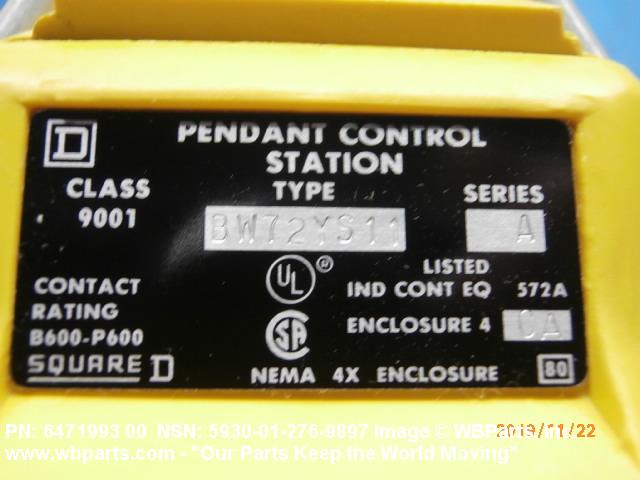 D
PENDANT CONTROL
STATION
CLASS
9001
TYPE
BW72YS11
SERIES
A
CONTACT
RATING
B600-P600
UL ®
LISTED
IND CONT EQ 572A
SA
ENCLOSURE 4 CA
SQUARE D
NEMA 4X ENCLOSURE
80
PN: 6471993 00 NSN: 5930-01-276-9897 Image © WBParts, Inc.
2019/11/22
www.wbparts.com - "Our Parts Keep the World Moving"